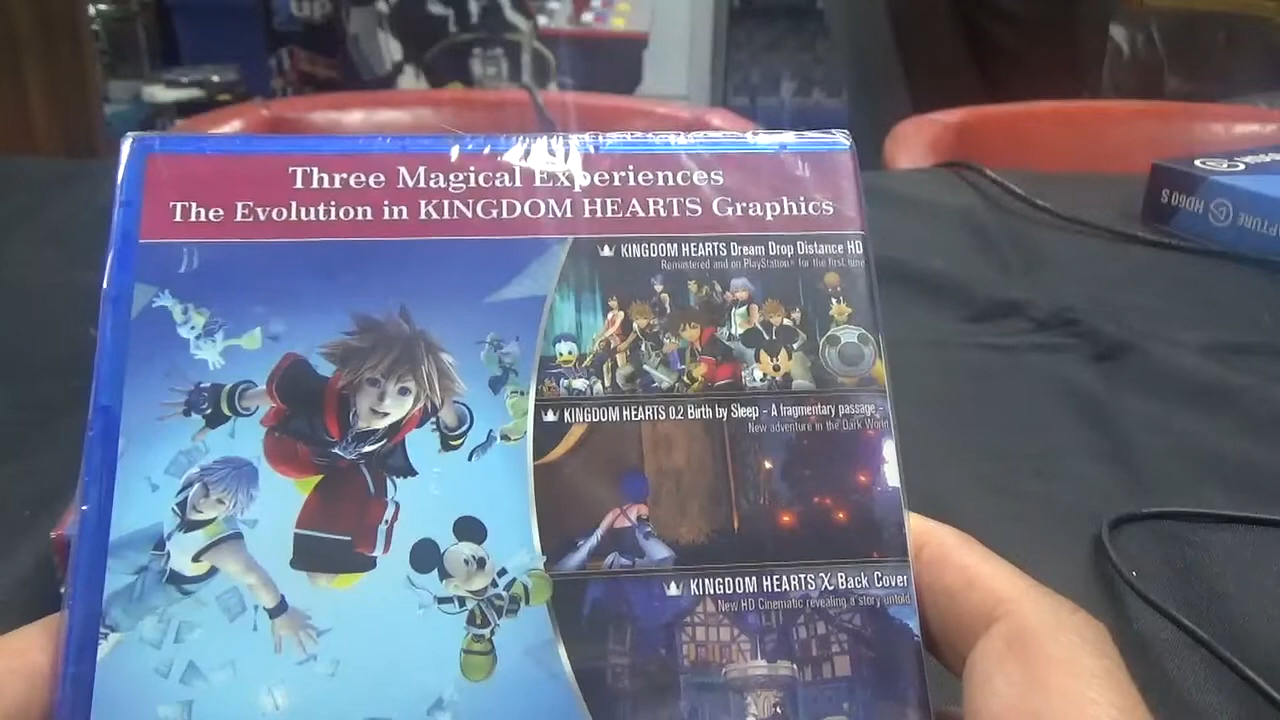 up
Three Magical Experiences
The Evolution in KINGDOM HEARTS Graphics
KINGDOM HEARTS Dream Drop Distance HD
Remastered and on PlayStation® for the first time
KINGDOM HEARTS 0.2 Birth by Sleep - A fragmentary passage -
New adventure in the Dark World
KINGDOM HEARTS χ Back Cover
New HD Cinematic revealing a story untold
HD60 S